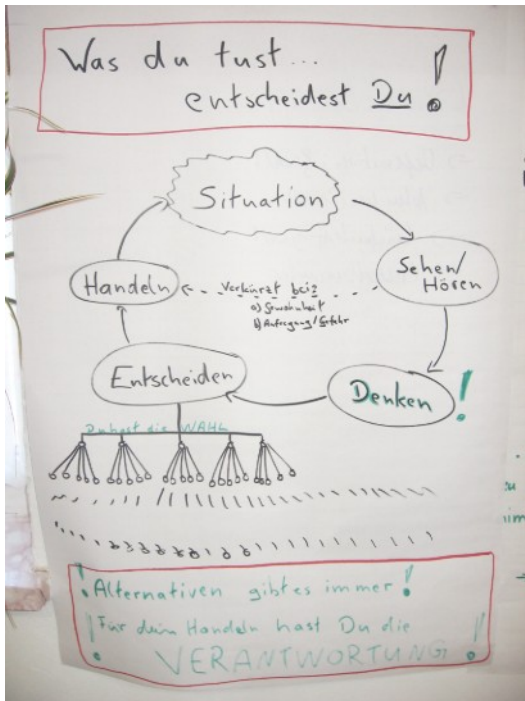 Was du tust...
entscheidest Du!
Situation
Sehen/
Hören
Handeln
verkürzt bei:
a) Gewohnheit
b) Aufregung/Gefahr
Entscheiden
Denken!
Du hast die WAHL
! Alternativen gibt es immer!
! Für dein Handeln hast Du die
VERANTWORTUNG!